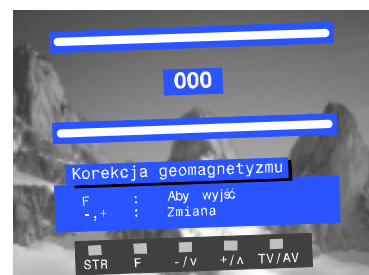 000
Korekcja geomagnetyzmu
F : Aby wyjść
-,+ : Zmiana
STR F -/∨ +/∧ TV/AV